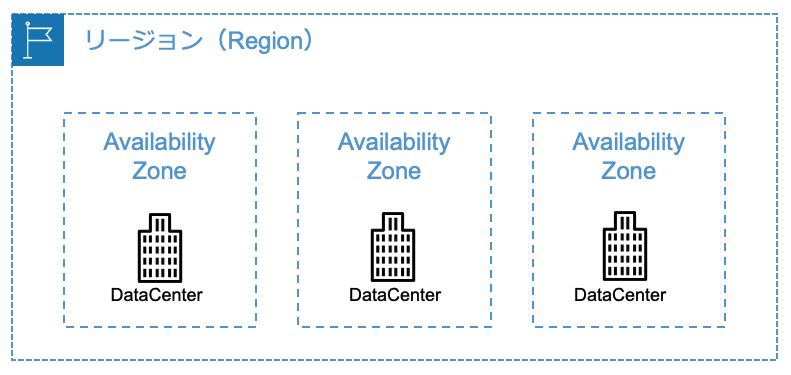 リージョン（Region）
Availability
Zone
DataCenter
Availability
Zone
DataCenter
Availability
Zone
DataCenter